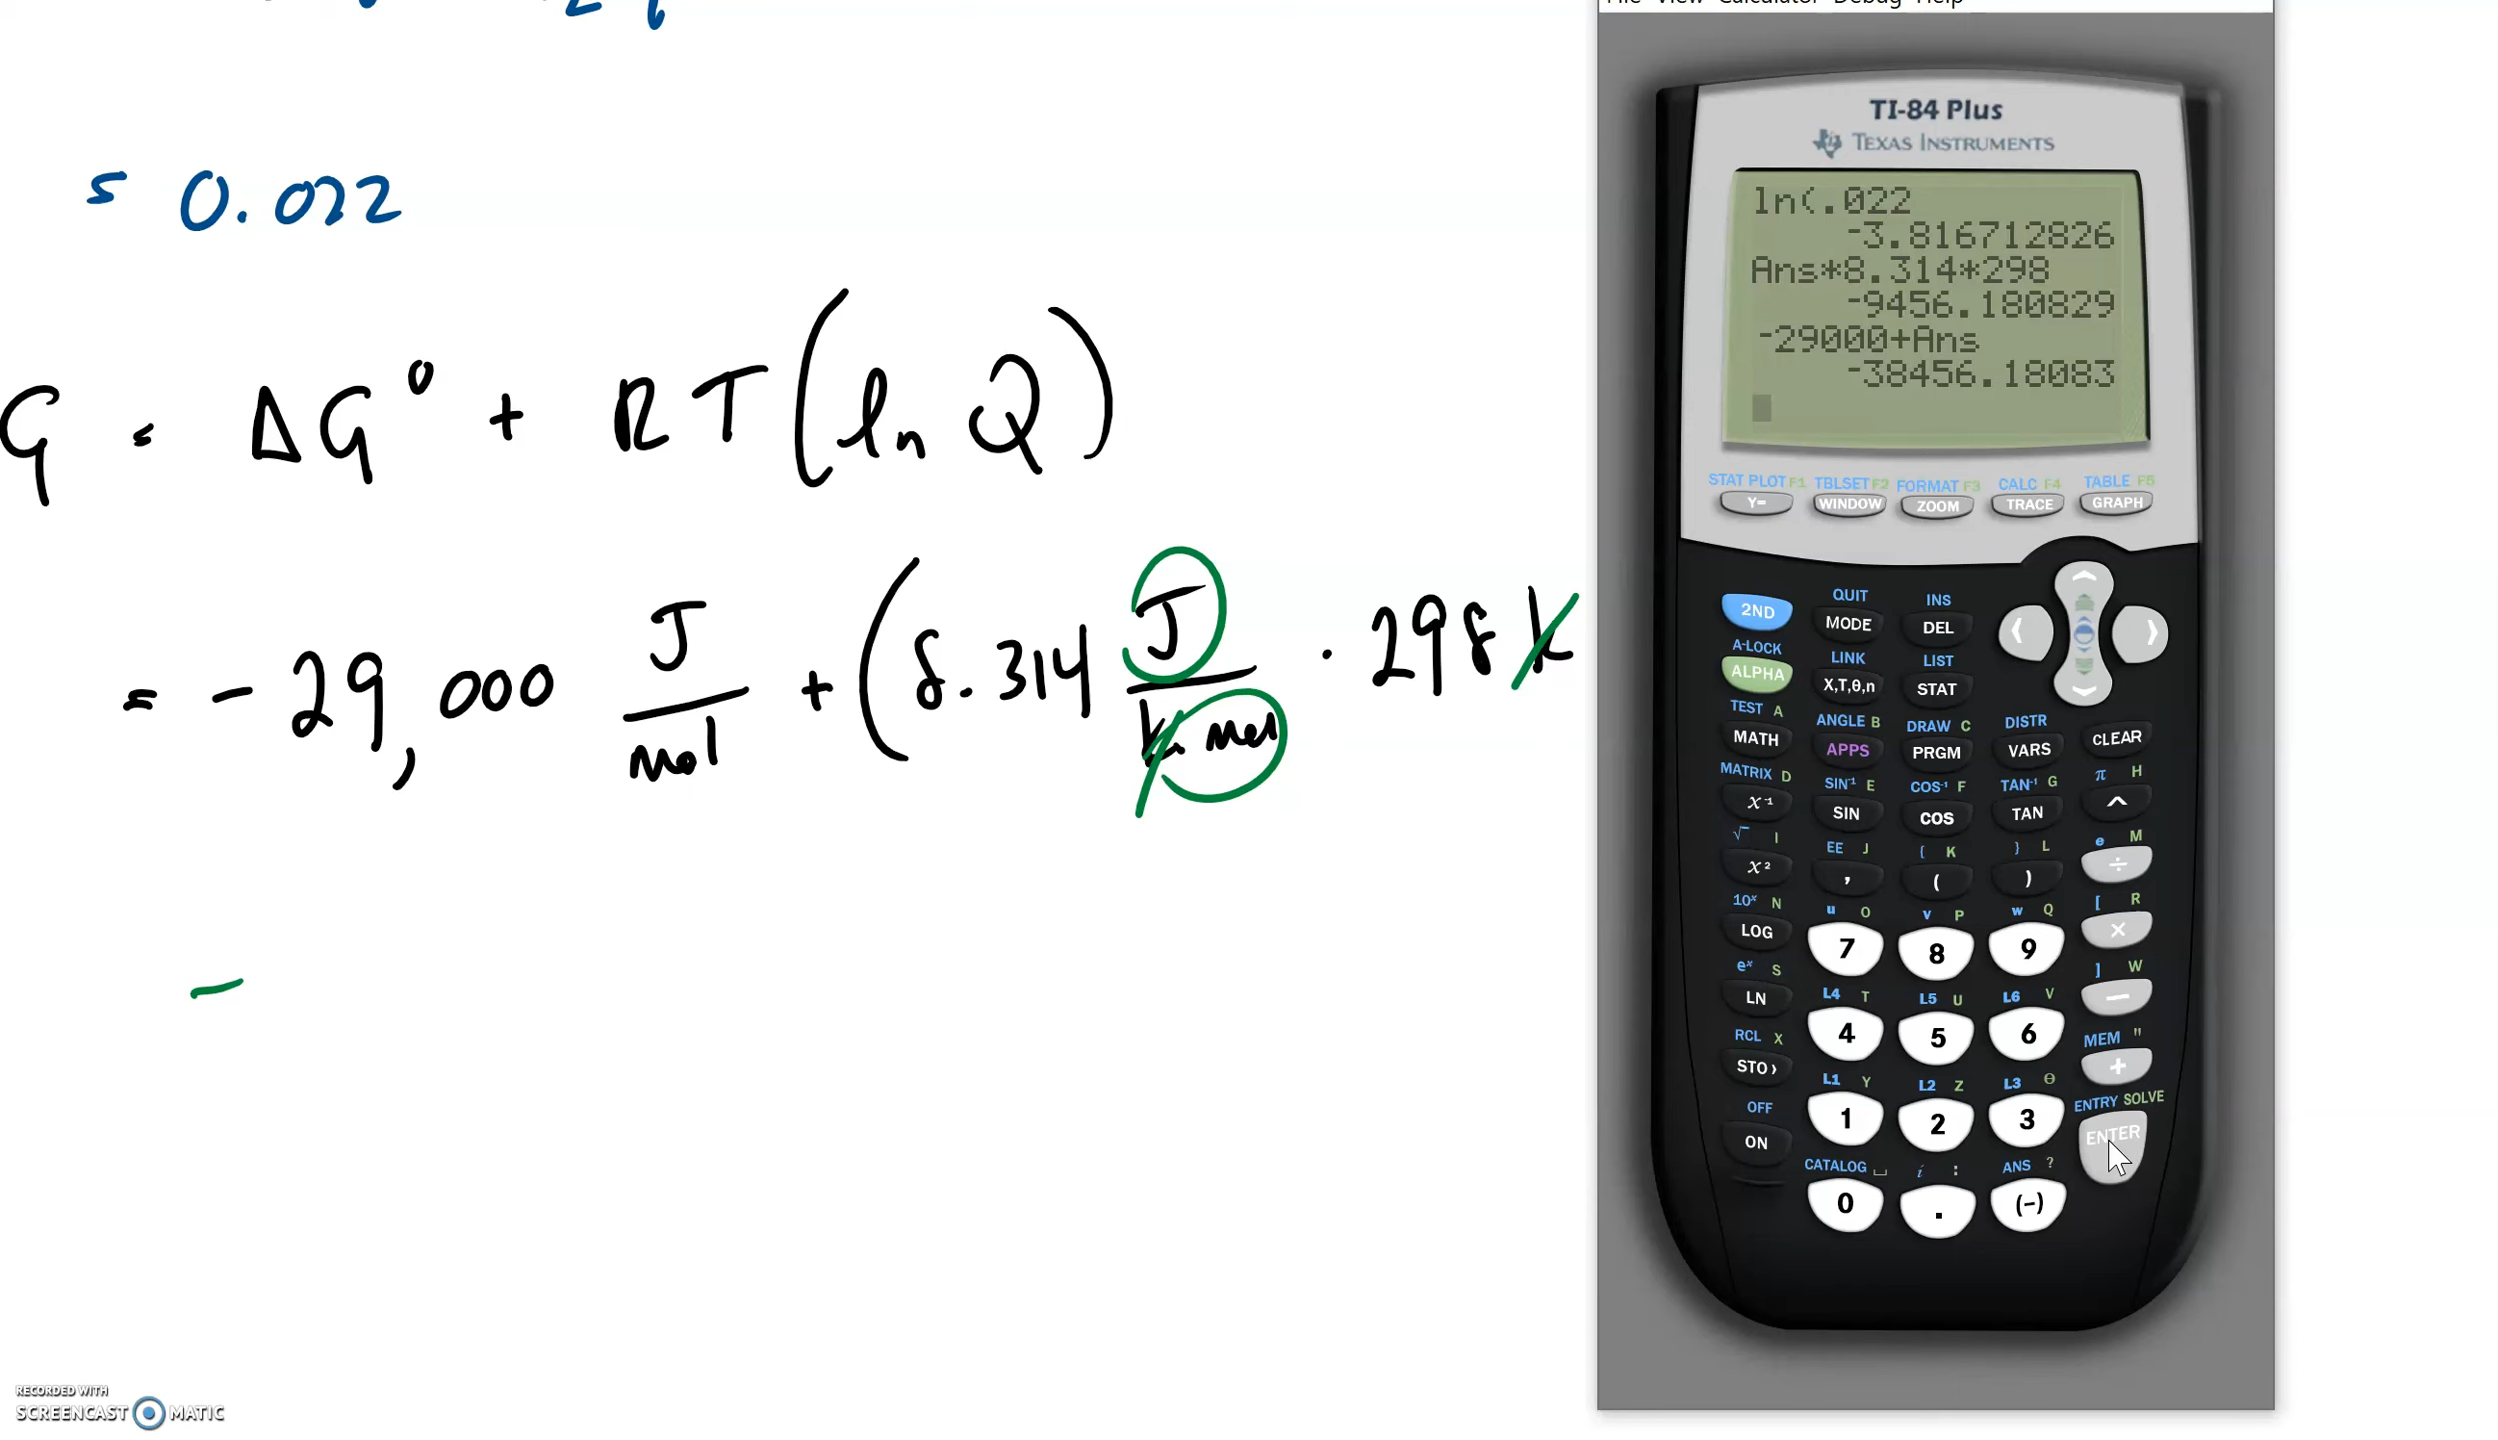 = 0.022
G = ΔG° + RT(ln Q)
= - 29,000 J/mol + (8.314 J/K·mol · 298 K
-
RECORDED WITH
SCREENCAST MATIC
File View Calculator Debug Help
TI-84 Plus
TEXAS INSTRUMENTS
ln(.022
-3.816712826
Ans*8.314*298
-9456.180829
-29000+Ans
-38456.18083
STAT PLOT F1 TBLSET F2 FORMAT F3 CALC F4 TABLE F5
Y= WINDOW ZOOM TRACE GRAPH
QUIT INS
2ND MODE DEL
A-LOCK LINK LIST
ALPHA X,T,θ,n STAT
TEST A ANGLE B DRAW C DISTR
MATH APPS PRGM VARS CLEAR
MATRIX D SIN⁻¹ E COS⁻¹ F TAN⁻¹ G π H
x⁻¹ SIN COS TAN ^
√ I EE J { K } L e M
x² , ( ) ÷
10ˣ N u O v P w Q [ R
LOG 7 8 9 ×
eˣ S L4 T L5 U L6 V ] W
LN 4 5 6 −
RCL X L1 Y L2 Z L3 θ MEM "
STO› 1 2 3 +
OFF CATALOG ⎵ i : ANS ? ENTRY SOLVE
ON 0 . (-) ENTER